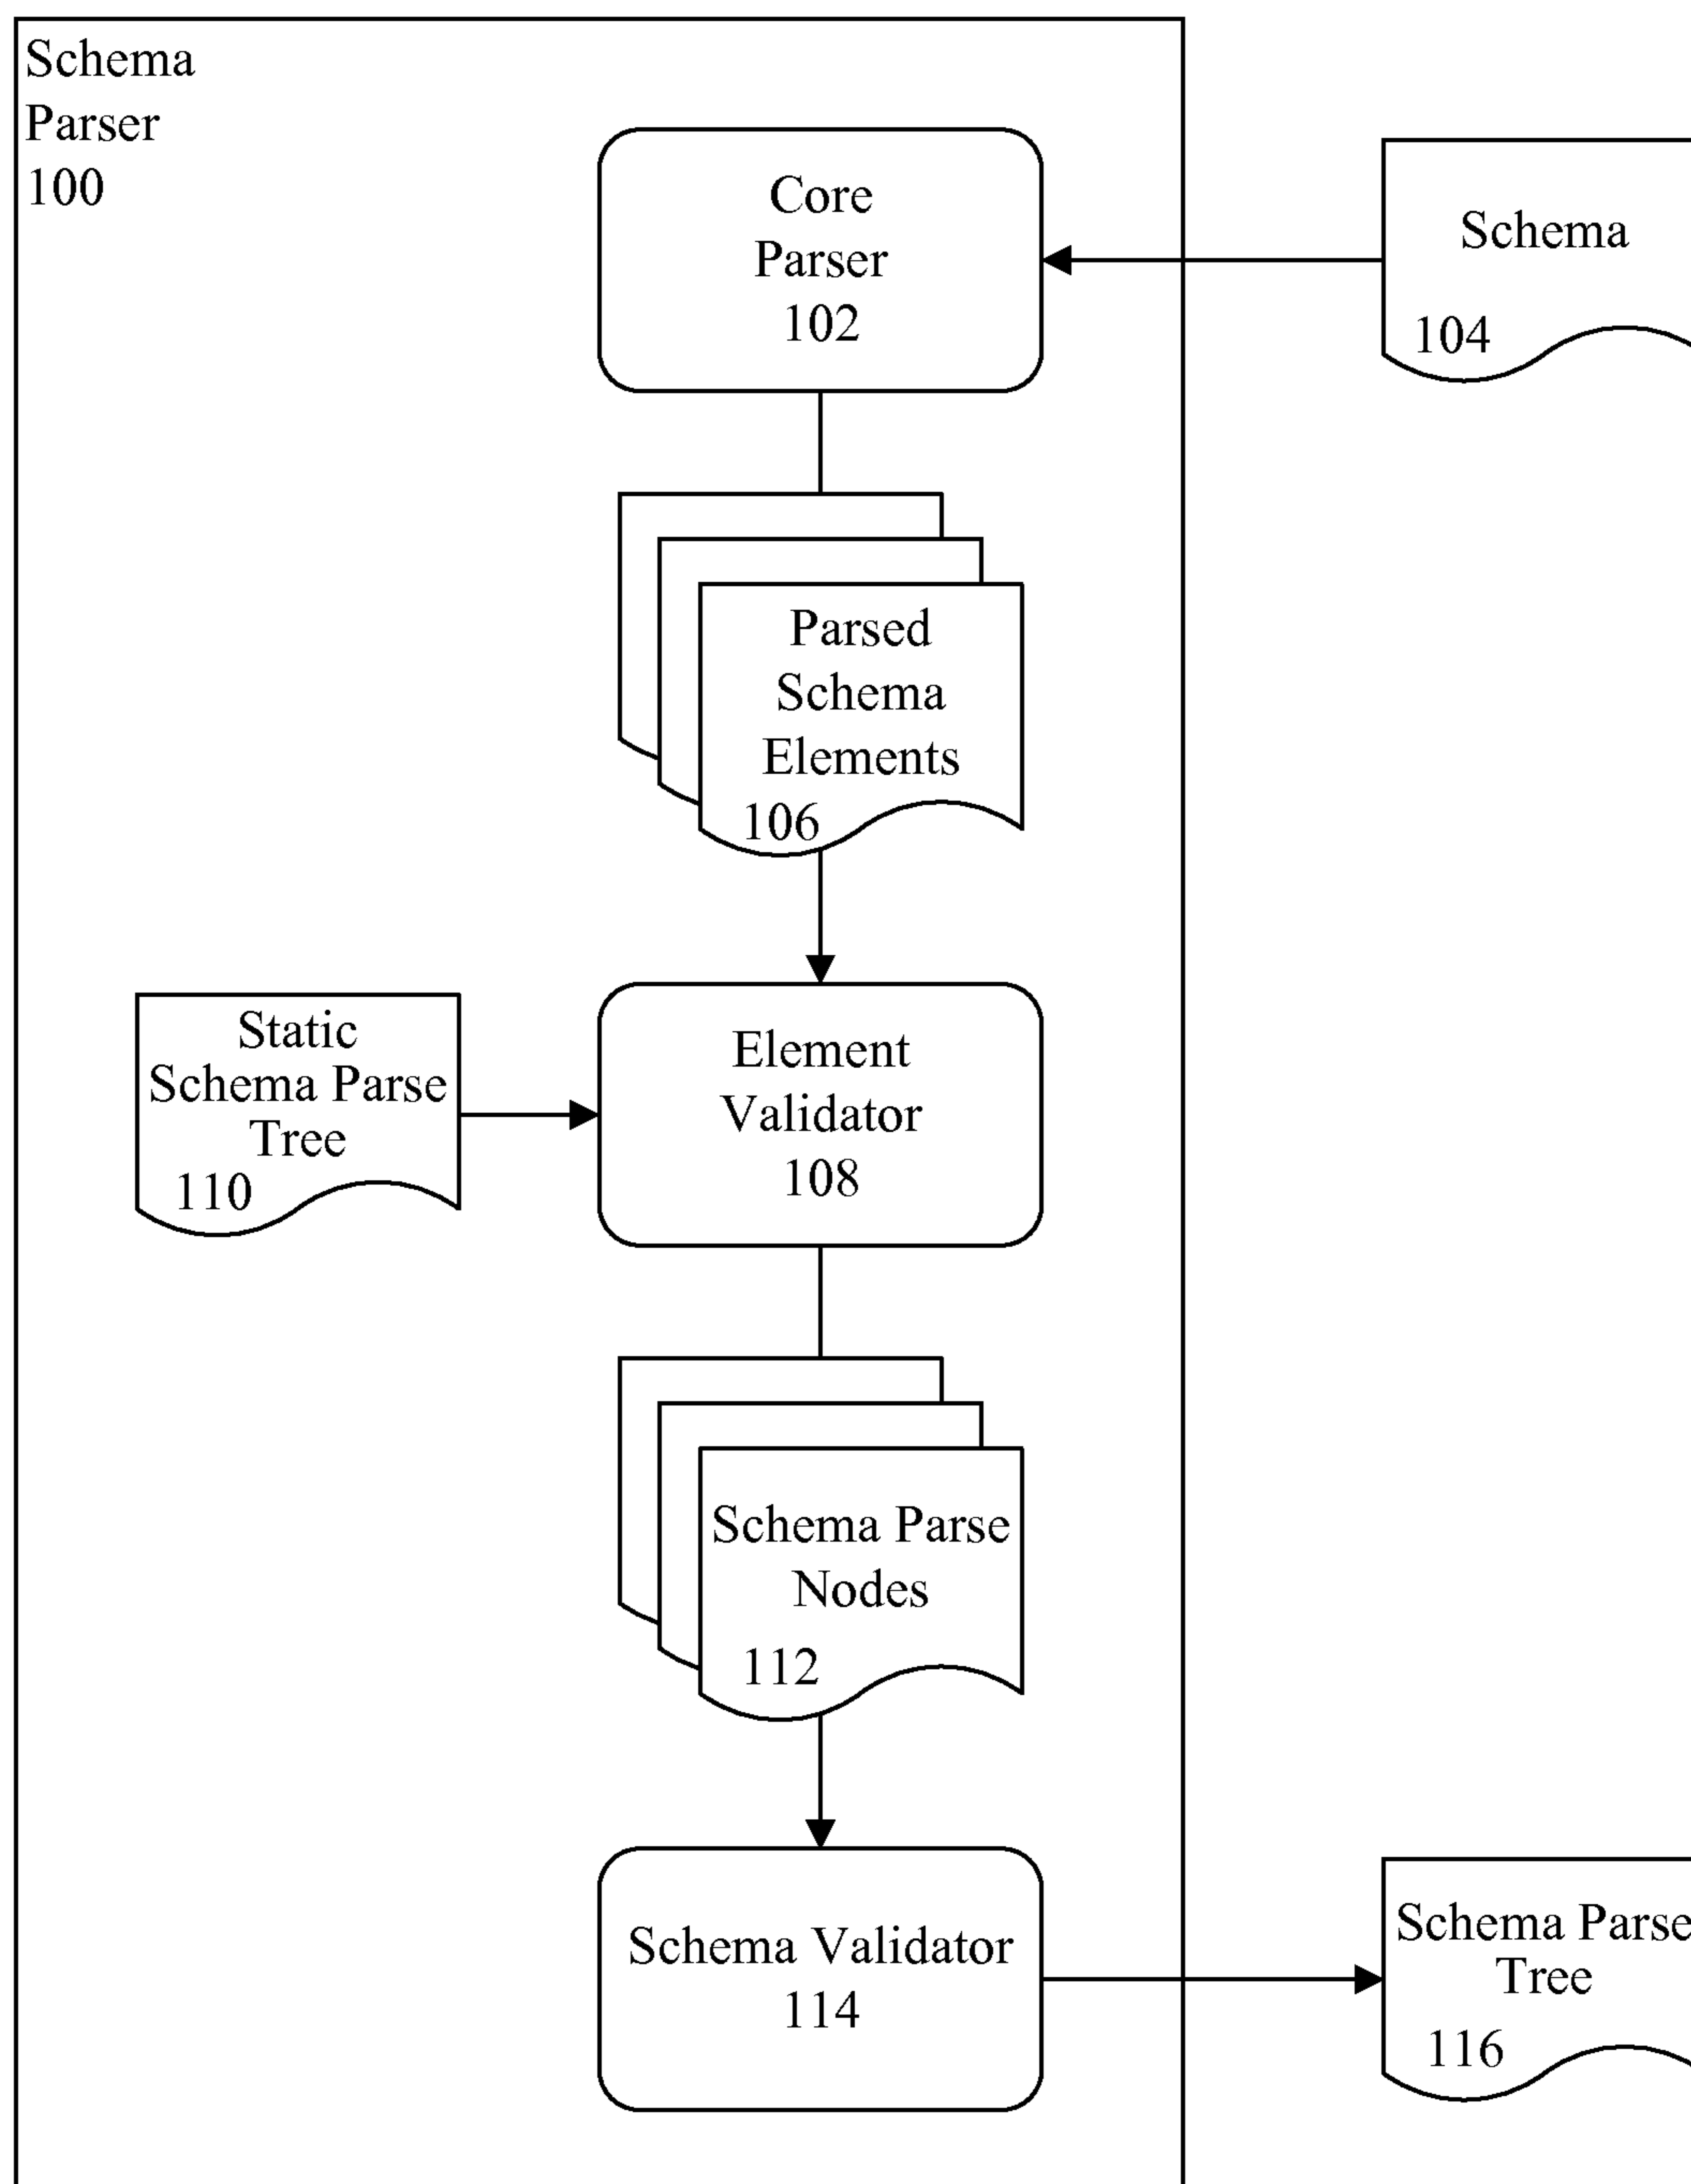 Schema
Parser
100
Core
Parser
102
Schema
104
Parsed
Schema
Elements
106
Static
Schema Parse
Tree
110
Element
Validator
108
Schema Parse
Nodes
112
Schema Validator
114
Schema Parse
Tree
116